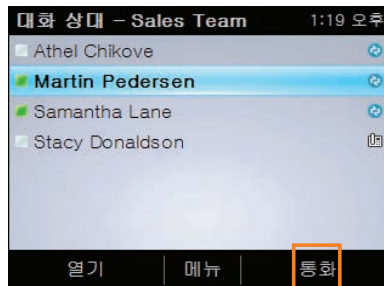 대화 상대 – Sales Team 1:19 오후
Athel Chikove
Martin Pedersen
Samantha Lane
Stacy Donaldson
열기 메뉴 통화